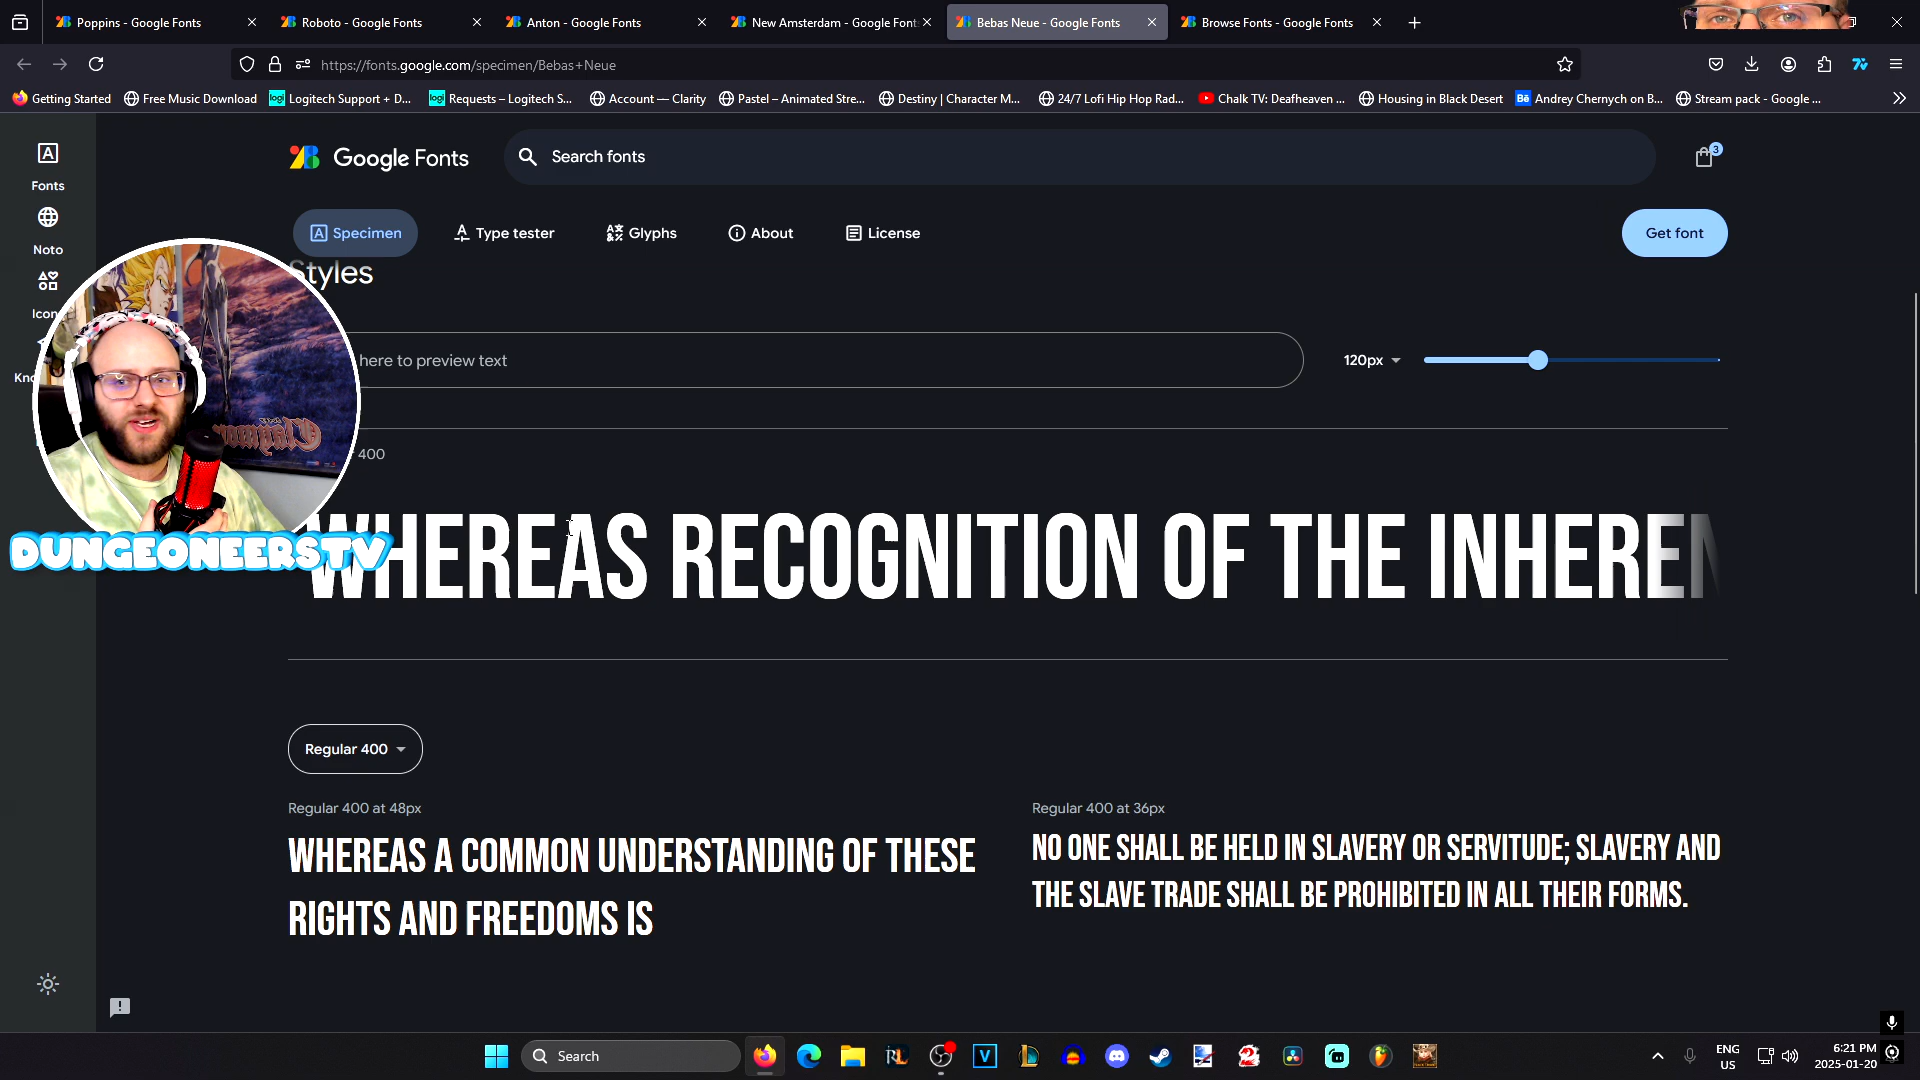 Poppins - Google Fonts
Roboto - Google Fonts
Anton - Google Fonts
New Amsterdam - Google Font
Bebas Neue - Google Fonts
Browse Fonts - Google Fonts
https://fonts.google.com/specimen/Bebas+Neue
Getting Started
Free Music Download
Logitech Support + D...
Requests – Logitech S...
Account — Clarity
Pastel – Animated Stre...
Destiny | Character M...
24/7 Lofi Hip Hop Rad...
Chalk TV: Deafheaven ...
Housing in Black Desert
Andrey Chernych on B...
Stream pack - Google ...
Fonts
Noto
Icon
Kno
Google Fonts
Search fonts
3
Specimen
Type tester
Glyphs
About
License
Get font
Styles
here to preview text
120px
400
WHEREAS RECOGNITION OF THE INHEREN
DUNGEONEERSTV
Regular 400
Regular 400 at 48px
WHEREAS A COMMON UNDERSTANDING OF THESE
RIGHTS AND FREEDOMS IS
Regular 400 at 36px
NO ONE SHALL BE HELD IN SLAVERY OR SERVITUDE; SLAVERY AND
THE SLAVE TRADE SHALL BE PROHIBITED IN ALL THEIR FORMS.
Search
ENG
US
6:21 PM
2025-01-20